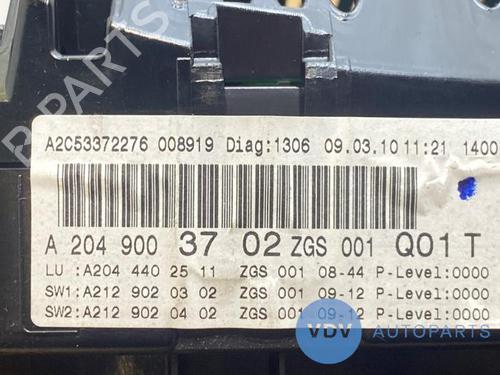 A2C53372276 008919 Diag:1306 09.03.10 11:21 1400
A 204 900 37 02 ZGS 001 Q01 T
LU :A204 440 25 11 ZGS 001 08-44 P-Level:0000
SW1:A212 902 03 02 ZGS 001 09-12 P-Level:0000
SW2:A212 902 04 02 ZGS 001 09-12 P-Level:0000
VDV AUTOPARTS
B-PARTS